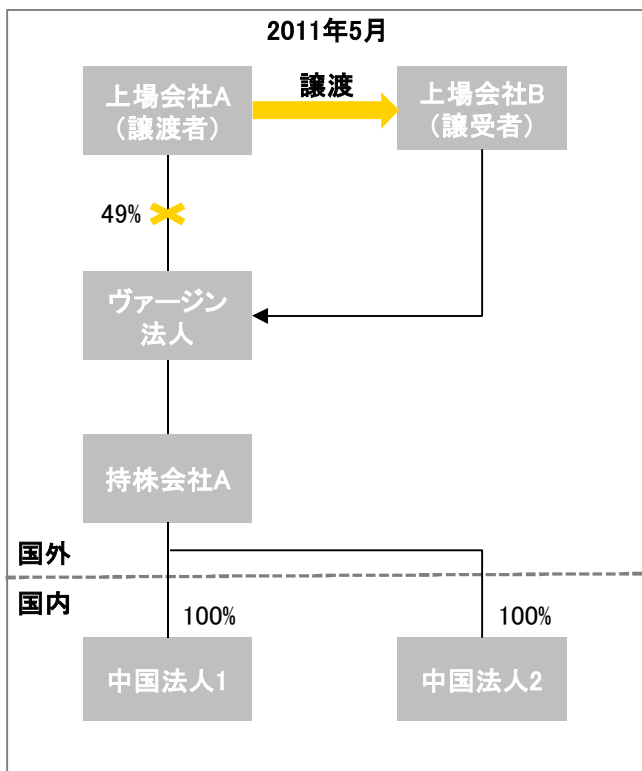 2011年5月
上場会社A
（譲渡者）
譲渡
上場会社B
（譲受者）
49%
ヴァージン
法人
持株会社A
国外
国内
100%
100%
中国法人1
中国法人2